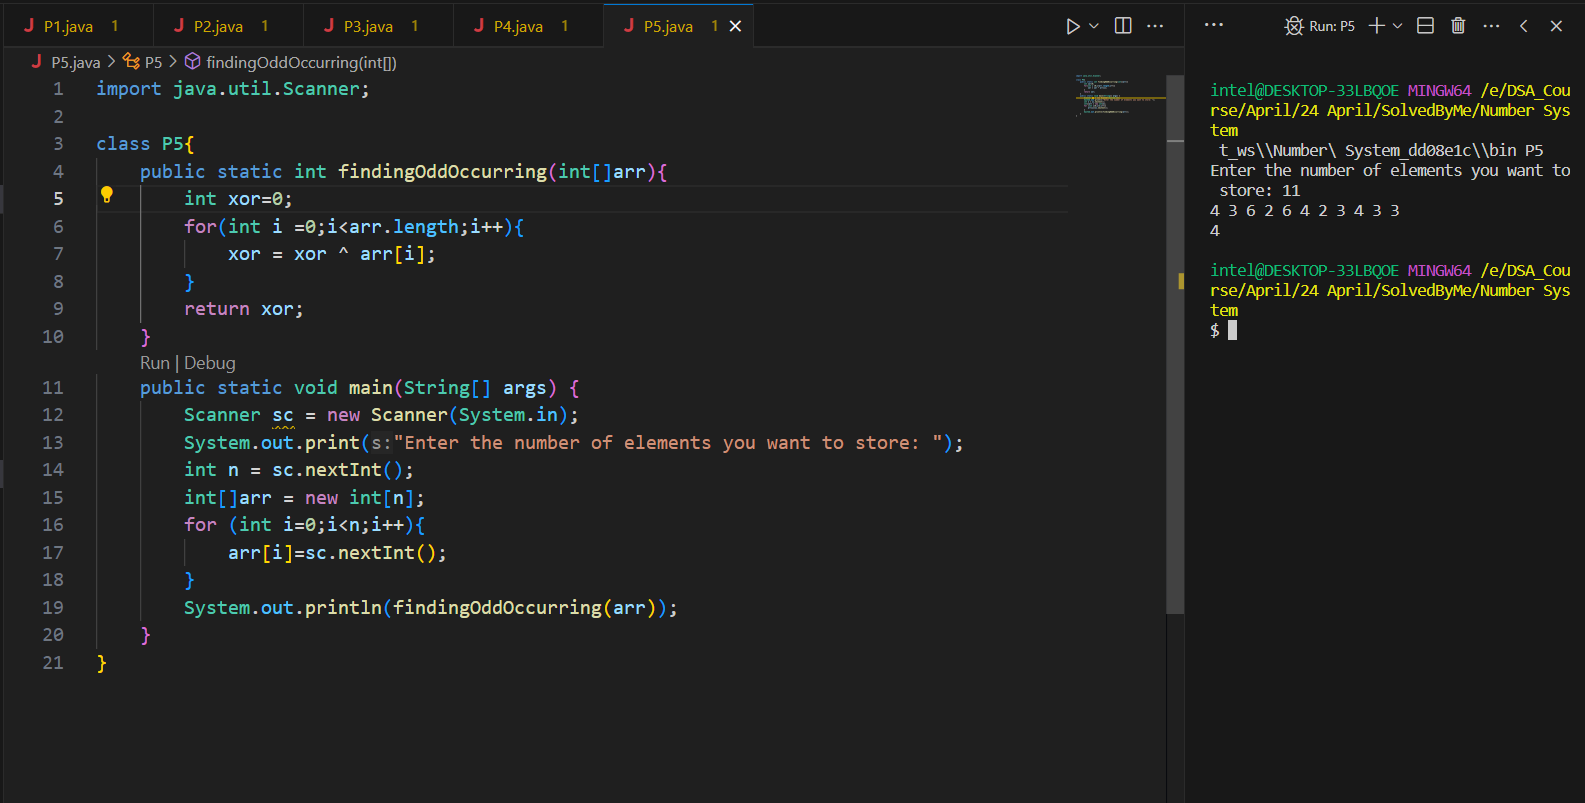 P1.java 1 P2.java 1 P3.java 1 P4.java 1 P5.java 1
P5.java > P5 > findingOddOccurring(int[])
1 import java.util.Scanner;
2
3 class P5{
4 public static int findingOddOccurring(int[]arr){
5 int xor=0;
6 for(int i =0;i<arr.length;i++){
7 xor = xor ^ arr[i];
8 }
9 return xor;
10 }
Run | Debug
11 public static void main(String[] args) {
12 Scanner sc = new Scanner(System.in);
13 System.out.print(s:"Enter the number of elements you want to store: ");
14 int n = sc.nextInt();
15 int[]arr = new int[n];
16 for (int i=0;i<n;i++){
17 arr[i]=sc.nextInt();
18 }
19 System.out.println(findingOddOccurring(arr));
20 }
21 }
Run: P5
intel@DESKTOP-33LBQOE MINGW64 /e/DSA_Cou
rse/April/24 April/SolvedByMe/Number Sys
tem
t_ws\\Number\ System_dd08e1c\\bin P5
Enter the number of elements you want to
store: 11
4 3 6 2 6 4 2 3 4 3 3
4
intel@DESKTOP-33LBQOE MINGW64 /e/DSA_Cou
rse/April/24 April/SolvedByMe/Number Sys
tem
$